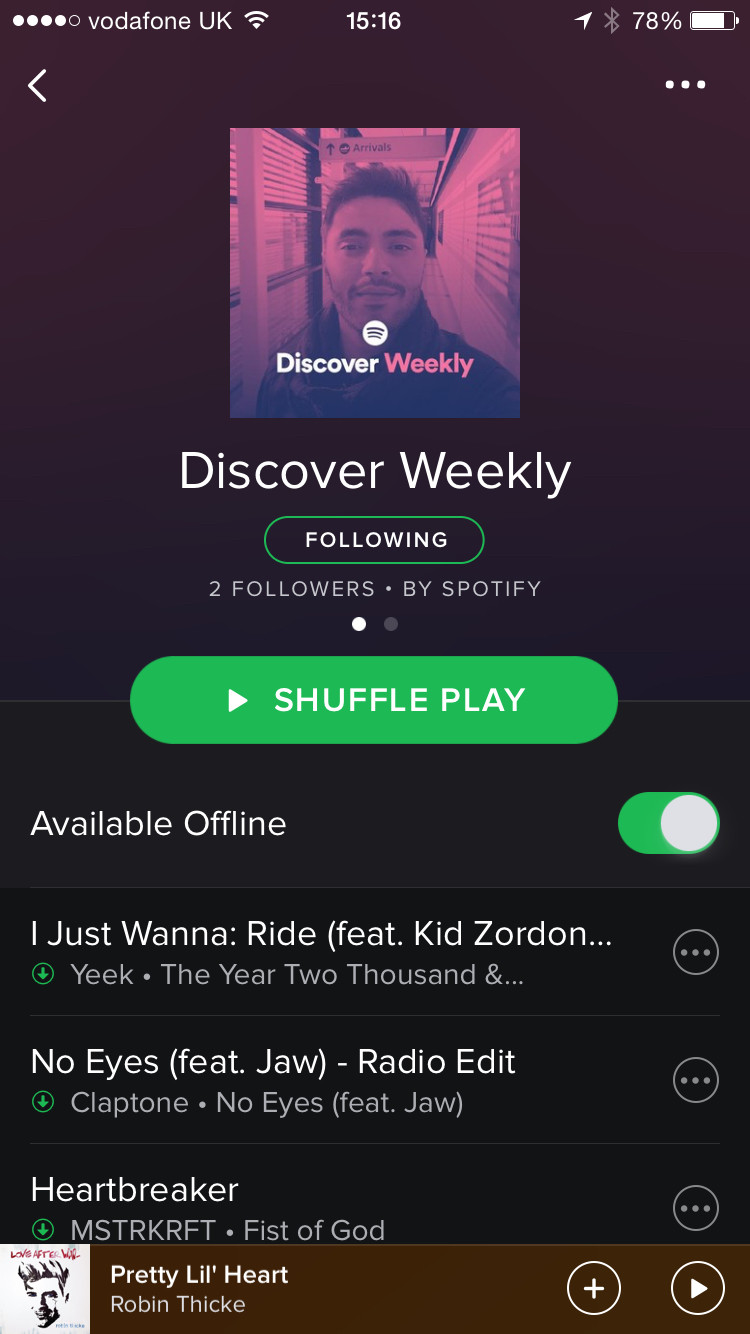 vodafone UK 15:16 78%
Arrivals
Discover Weekly
Discover Weekly
FOLLOWING
2 FOLLOWERS • BY SPOTIFY
SHUFFLE PLAY
Available Offline
I Just Wanna: Ride (feat. Kid Zordon...
Yeek • The Year Two Thousand &...
No Eyes (feat. Jaw) - Radio Edit
Claptone • No Eyes (feat. Jaw)
Heartbreaker
MSTRKRFT • Fist of God
LOVE AFTER WAR
Pretty Lil' Heart
robin thicke
Robin Thicke